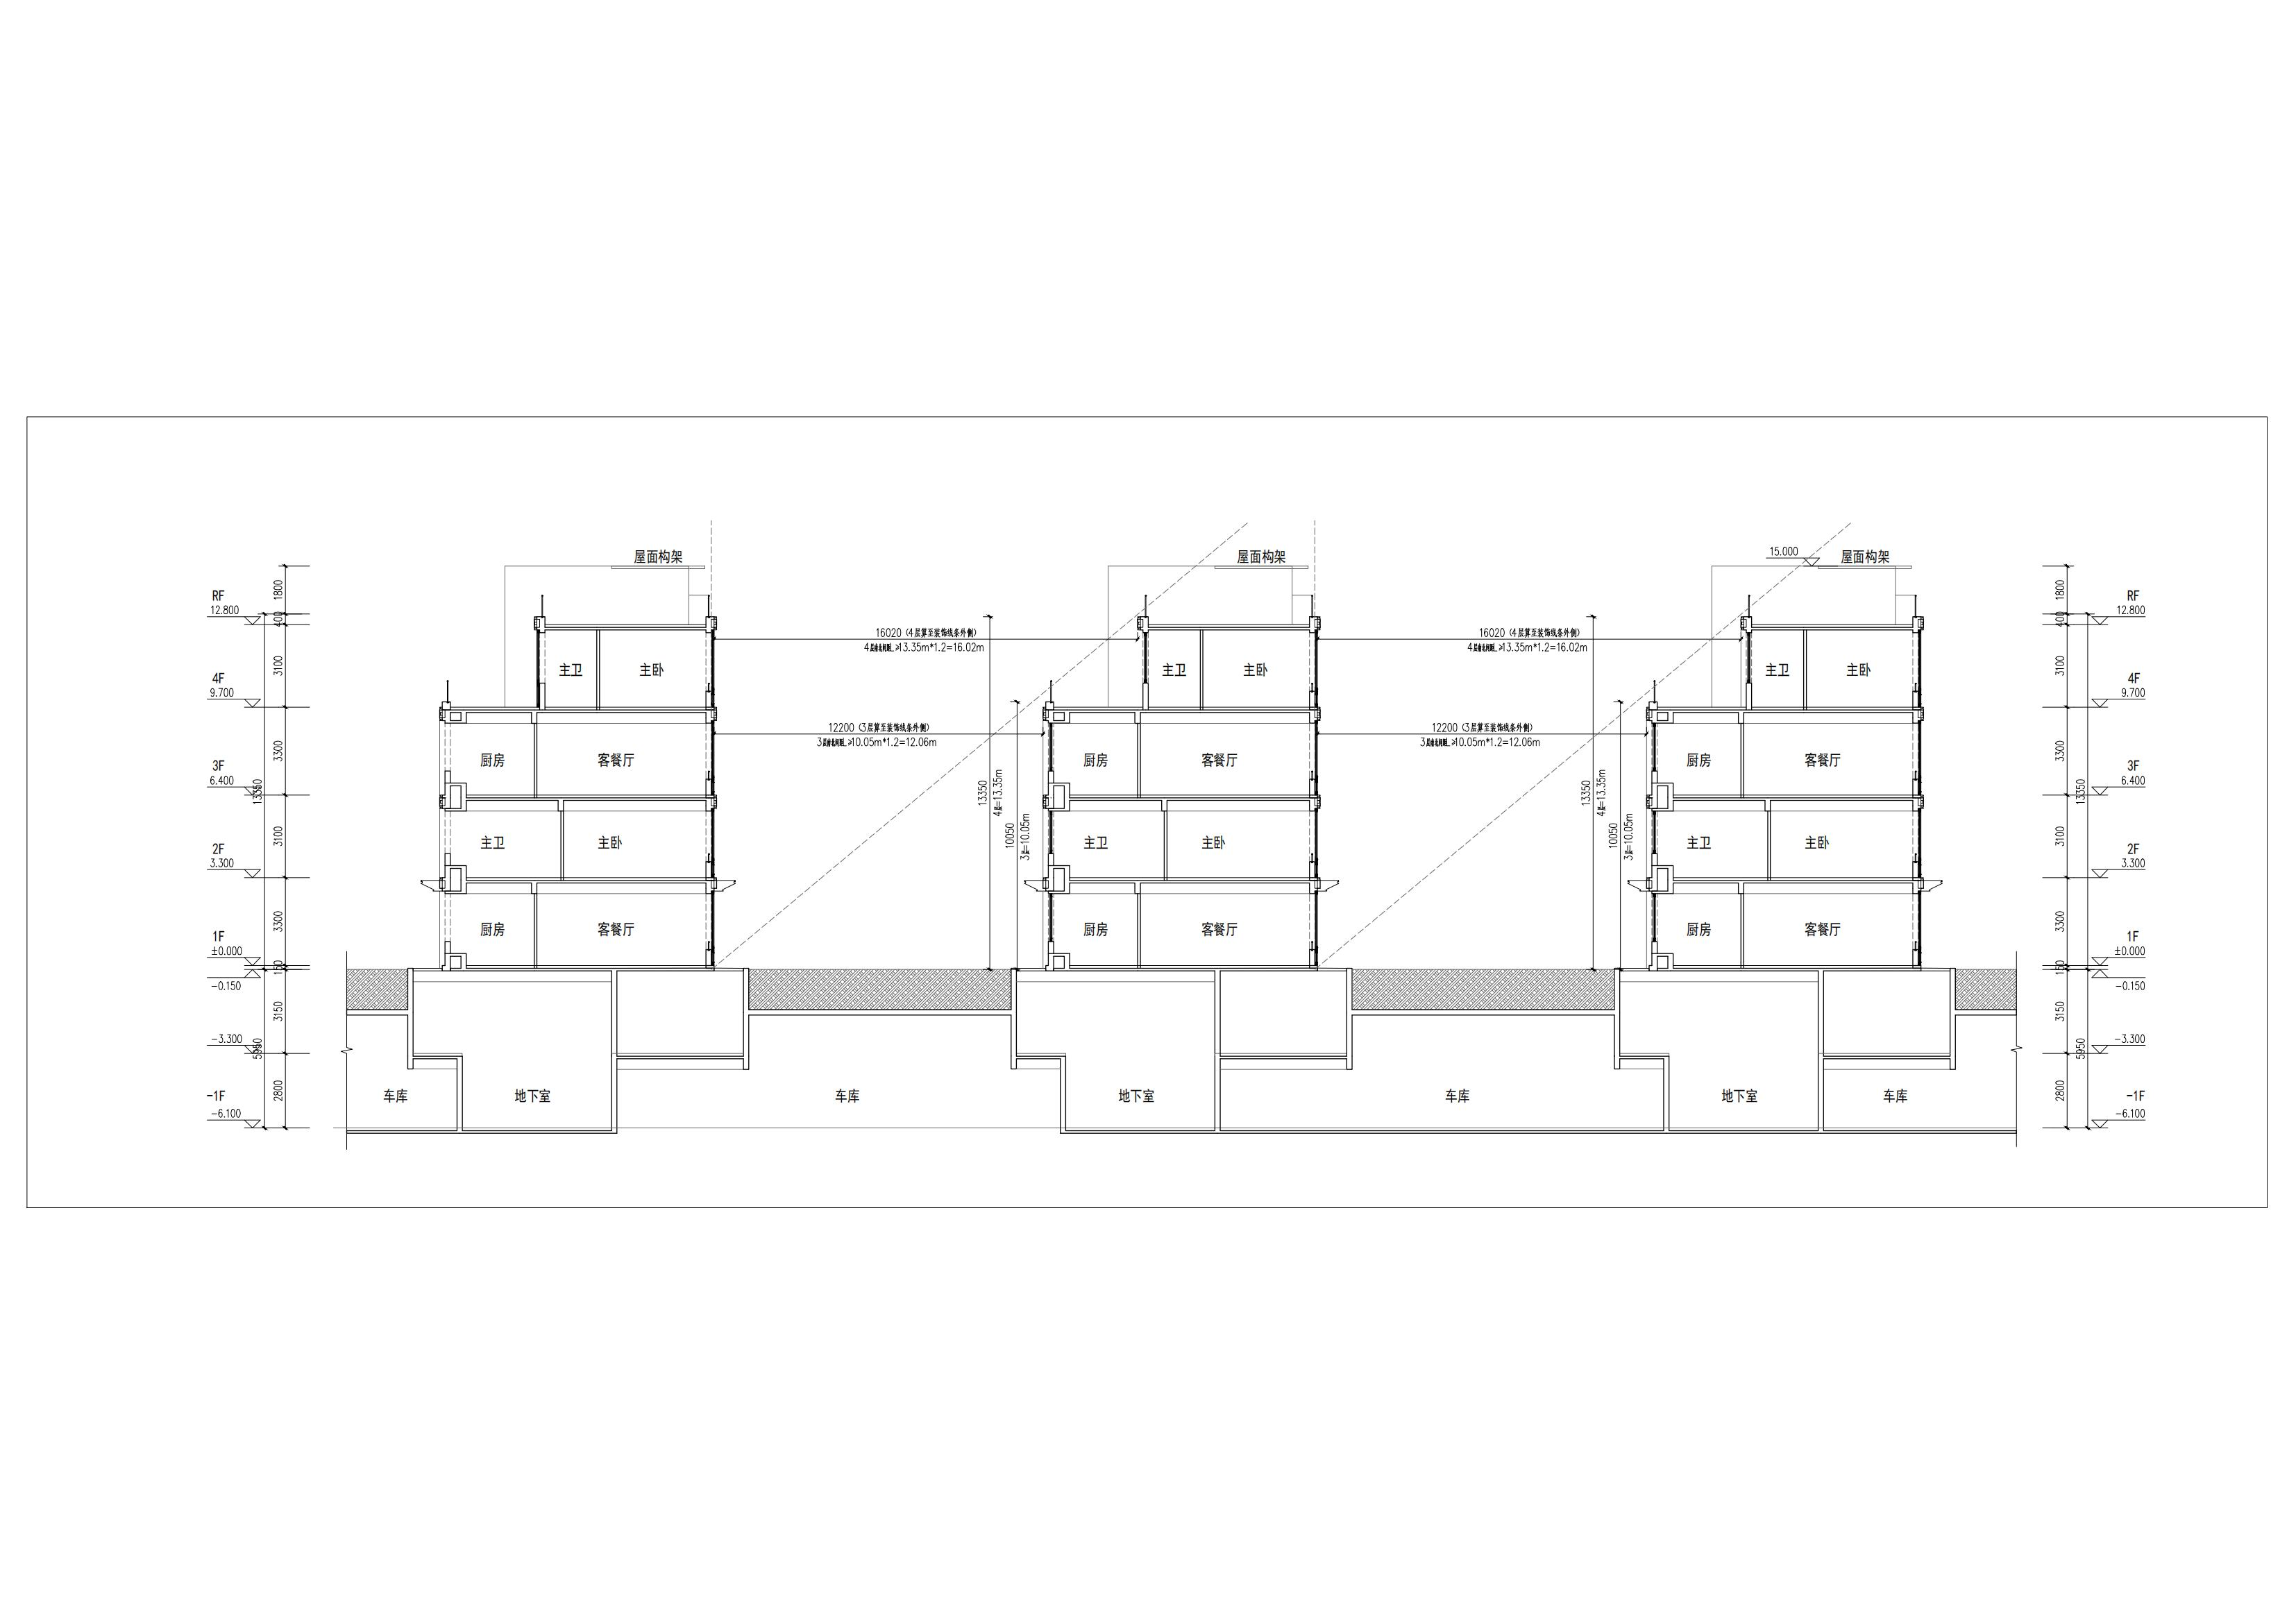 屋面构架
屋面构架
15.000
屋面构架
RF
12.800
1800
400
3100
4F
9.700
3300
3F
6.400
13350
3100
2F
3.300
3300
1F
±0.000
150
-0.150
3150
-3.300
5950
2800
-1F
-6.100
主卫
主卧
厨房
客餐厅
主卫
主卧
厨房
客餐厅
车库
地下室
车库
16020 (4层算至装饰线条外侧)
4层南北间距≥13.35m*1.2=16.02m
12200 (3层算至装饰线条外侧)
3层南北间距≥10.05m*1.2=12.06m
13350
4层=13.35m
10050
3层=10.05m
主卫
主卧
厨房
客餐厅
主卫
主卧
厨房
客餐厅
地下室
车库
16020 (4层算至装饰线条外侧)
4层南北间距≥13.35m*1.2=16.02m
12200 (3层算至装饰线条外侧)
3层南北间距≥10.05m*1.2=12.06m
13350
4层=13.35m
10050
3层=10.05m
主卫
主卧
厨房
客餐厅
主卫
主卧
厨房
客餐厅
地下室
车库
1800
RF
12.800
400
3100
4F
9.700
3300
3F
6.400
13350
3100
2F
3.300
3300
1F
±0.000
150
-0.150
3150
-3.300
5950
2800
-1F
-6.100